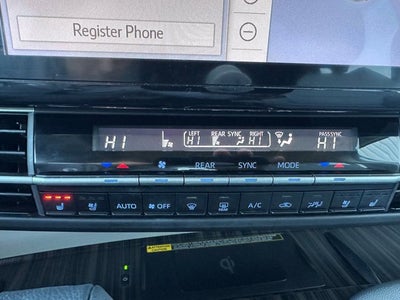 Register Phone
LEFT REAR SYNC RIGHT PASS SYNC
HI HI HI HI
REAR SYNC MODE
AUTO OFF A/C